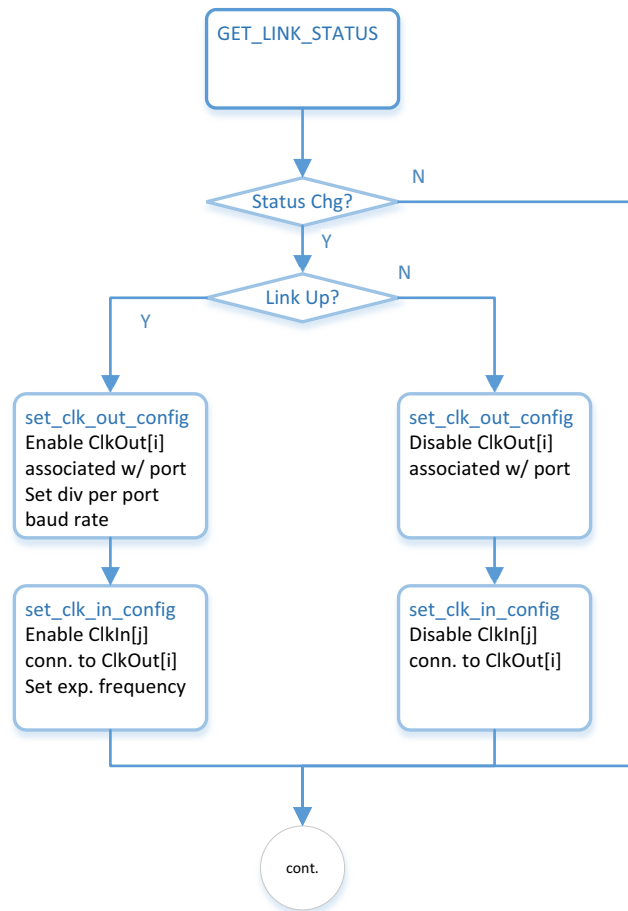 GET_LINK_STATUS
Status Chg?
N
Y
Link Up?
N
Y
set_clk_out_config
Enable ClkOut[i]
associated w/ port
Set div per port
baud rate
set_clk_out_config
Disable ClkOut[i]
associated w/ port
set_clk_in_config
Enable ClkIn[j]
conn. to ClkOut[i]
Set exp. frequency
set_clk_in_config
Disable ClkIn[j]
conn. to ClkOut[i]
cont.